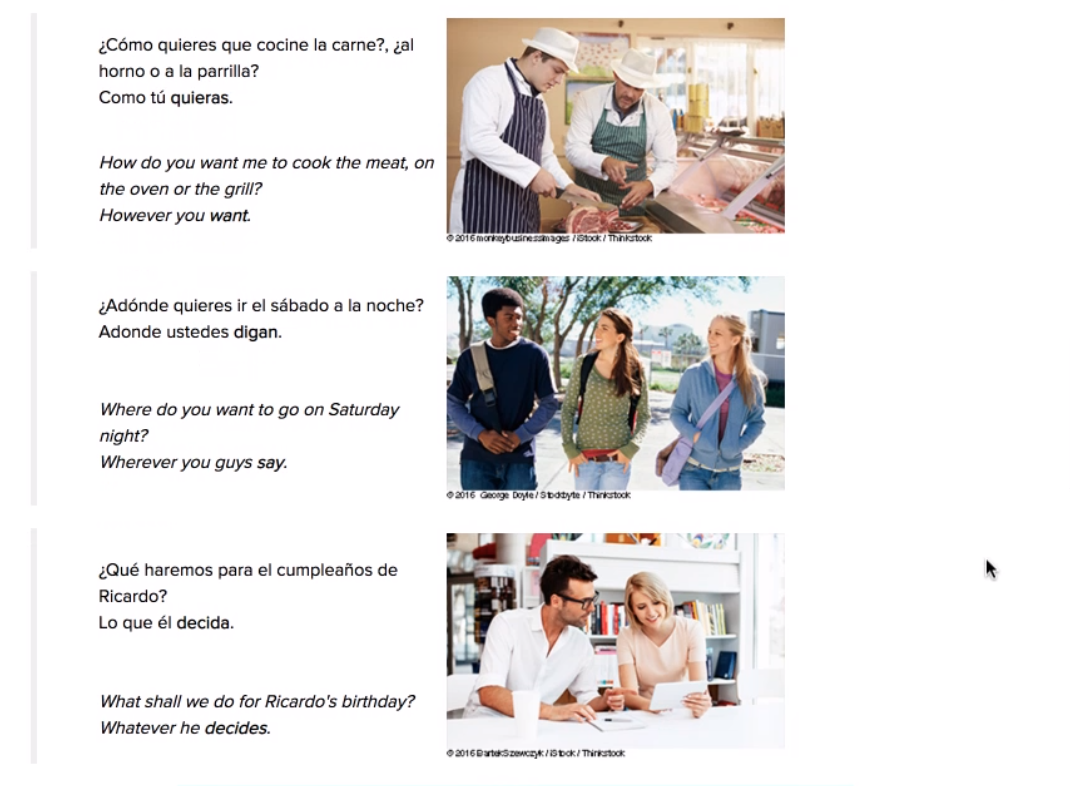 ¿Cómo quieres que cocine la carne?, ¿al
horno o a la parrilla?
Como tú quieras.
How do you want me to cook the meat, on
the oven or the grill?
However you want.
© 2016 monkeybusinessimages / iStock / Thinkstock
¿Adónde quieres ir el sábado a la noche?
Adonde ustedes digan.
Where do you want to go on Saturday
night?
Wherever you guys say.
© 2016 George Doyle / Stockbyte / Thinkstock
¿Qué haremos para el cumpleaños de
Ricardo?
Lo que él decida.
What shall we do for Ricardo's birthday?
Whatever he decides.
© 2016 BartekSzewczyk / iStock / Thinkstock